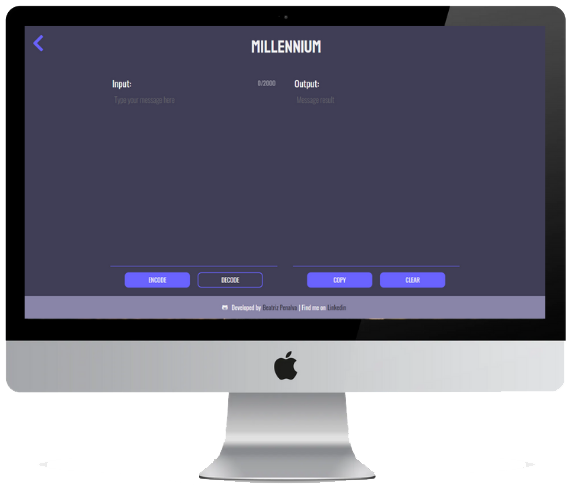 MILLENNIUM
Input: 0/2000 Output:
Type your message here Message result
ENCODE DECODE COPY CLEAR
Developed by Beatriz | Find me on Linkedin